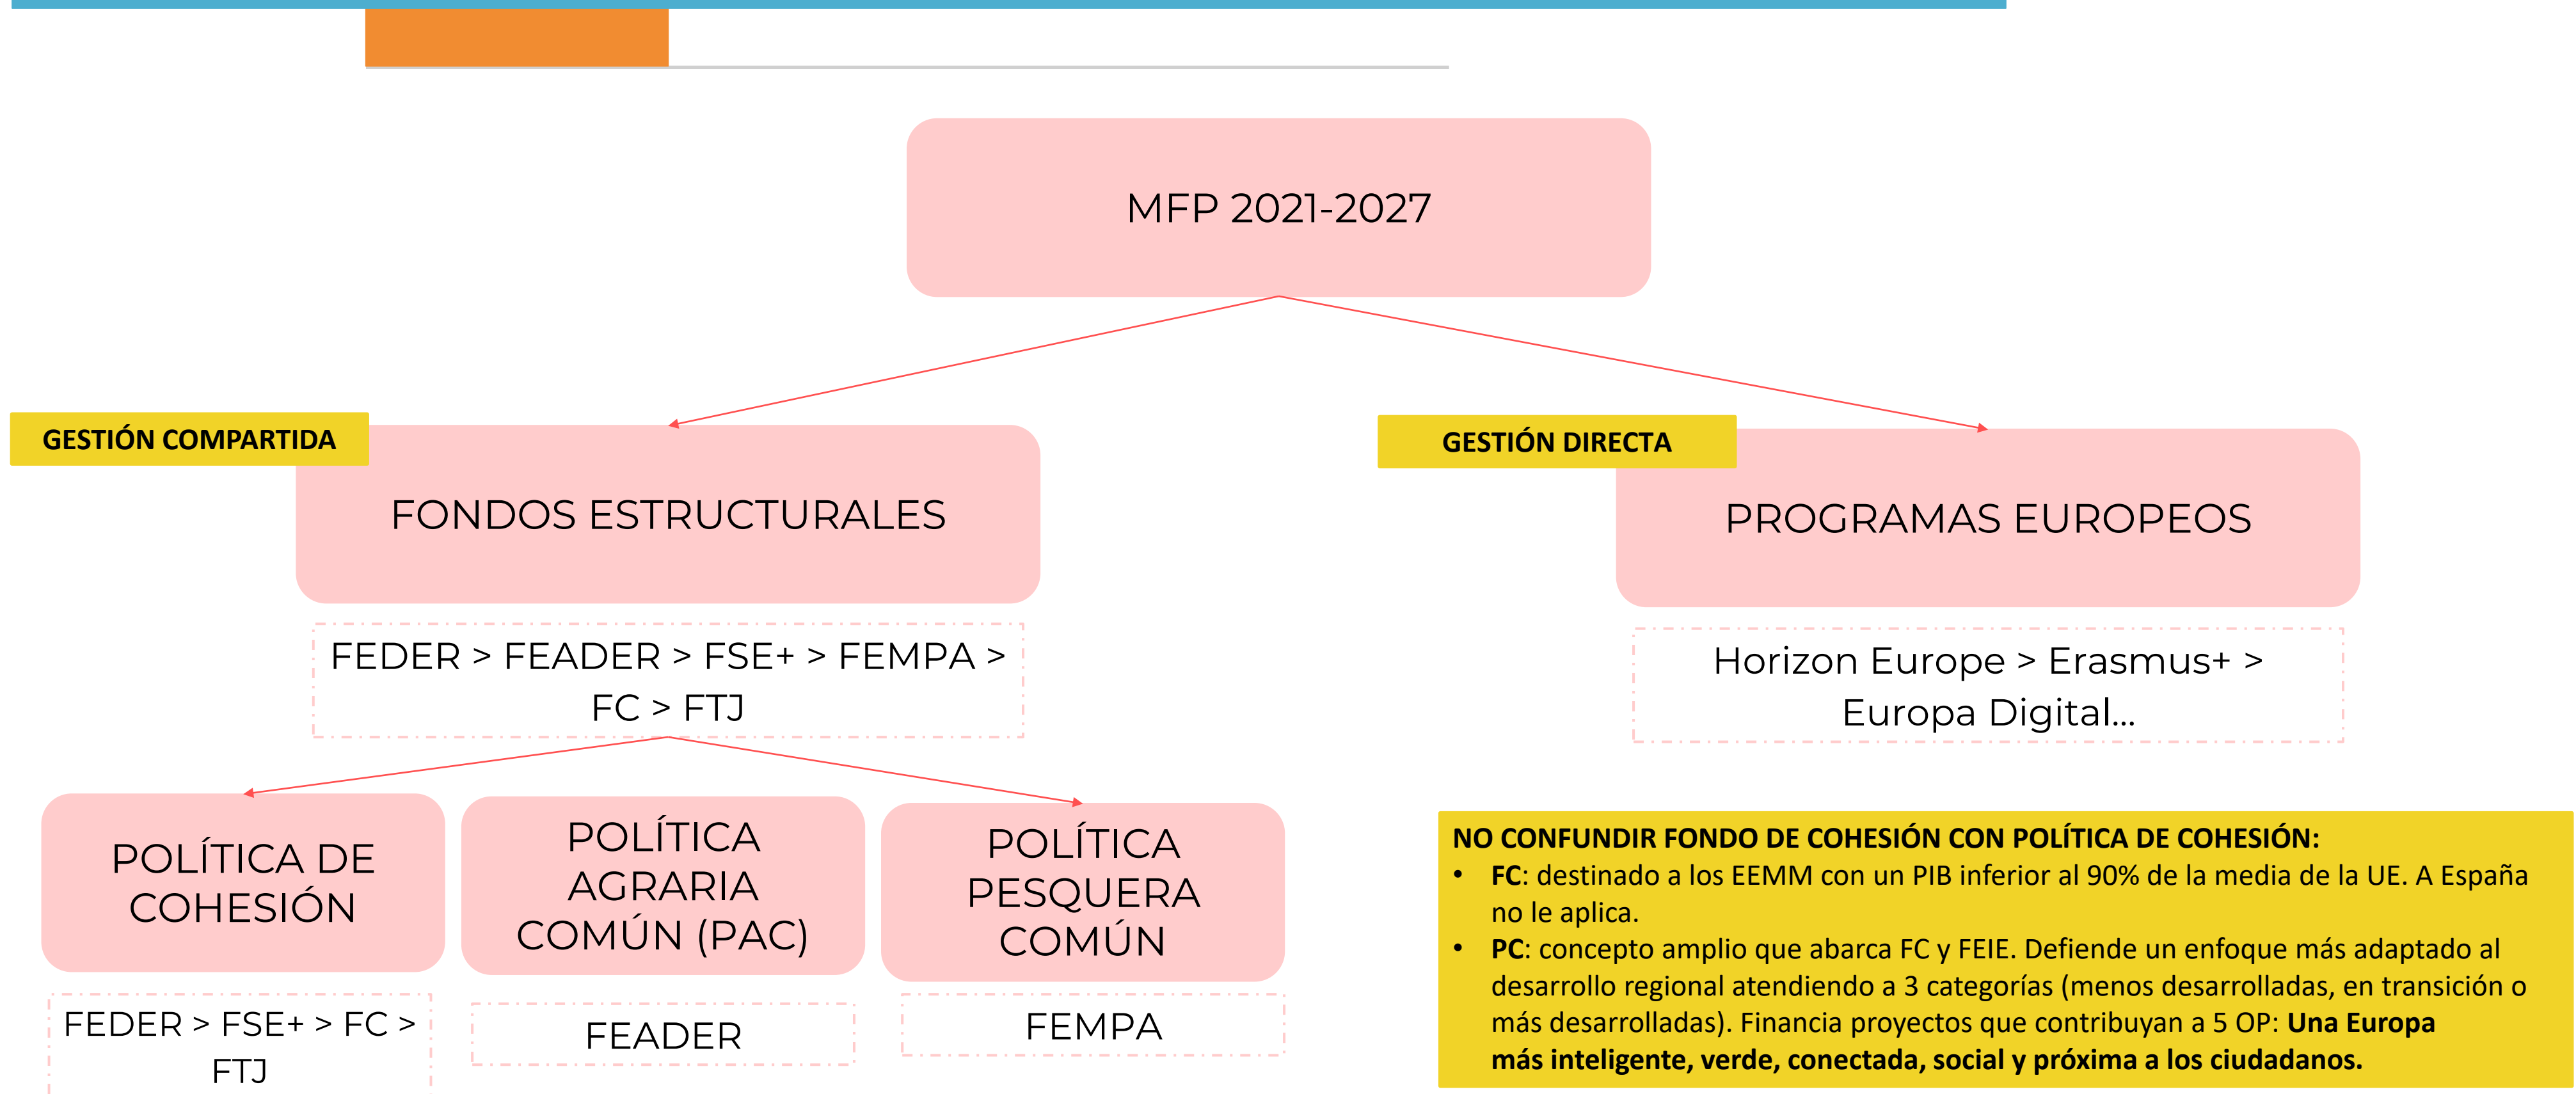 MFP 2021-2027
GESTIÓN COMPARTIDA
FONDOS ESTRUCTURALES
FEDER > FEADER > FSE+ > FEMPA >
FC > FTJ
GESTIÓN DIRECTA
PROGRAMAS EUROPEOS
Horizon Europe > Erasmus+ >
Europa Digital...
POLÍTICA DE
COHESIÓN
FEDER > FSE+ > FC >
FTJ
POLÍTICA
AGRARIA
COMÚN (PAC)
FEADER
POLÍTICA
PESQUERA
COMÚN
FEMPA
NO CONFUNDIR FONDO DE COHESIÓN CON POLÍTICA DE COHESIÓN:
• FC: destinado a los EEMM con un PIB inferior al 90% de la media de la UE. A España
no le aplica.
• PC: concepto amplio que abarca FC y FEIE. Defiende un enfoque más adaptado al
desarrollo regional atendiendo a 3 categorías (menos desarrolladas, en transición o
más desarrolladas). Financia proyectos que contribuyan a 5 OP: Una Europa
más inteligente, verde, conectada, social y próxima a los ciudadanos.